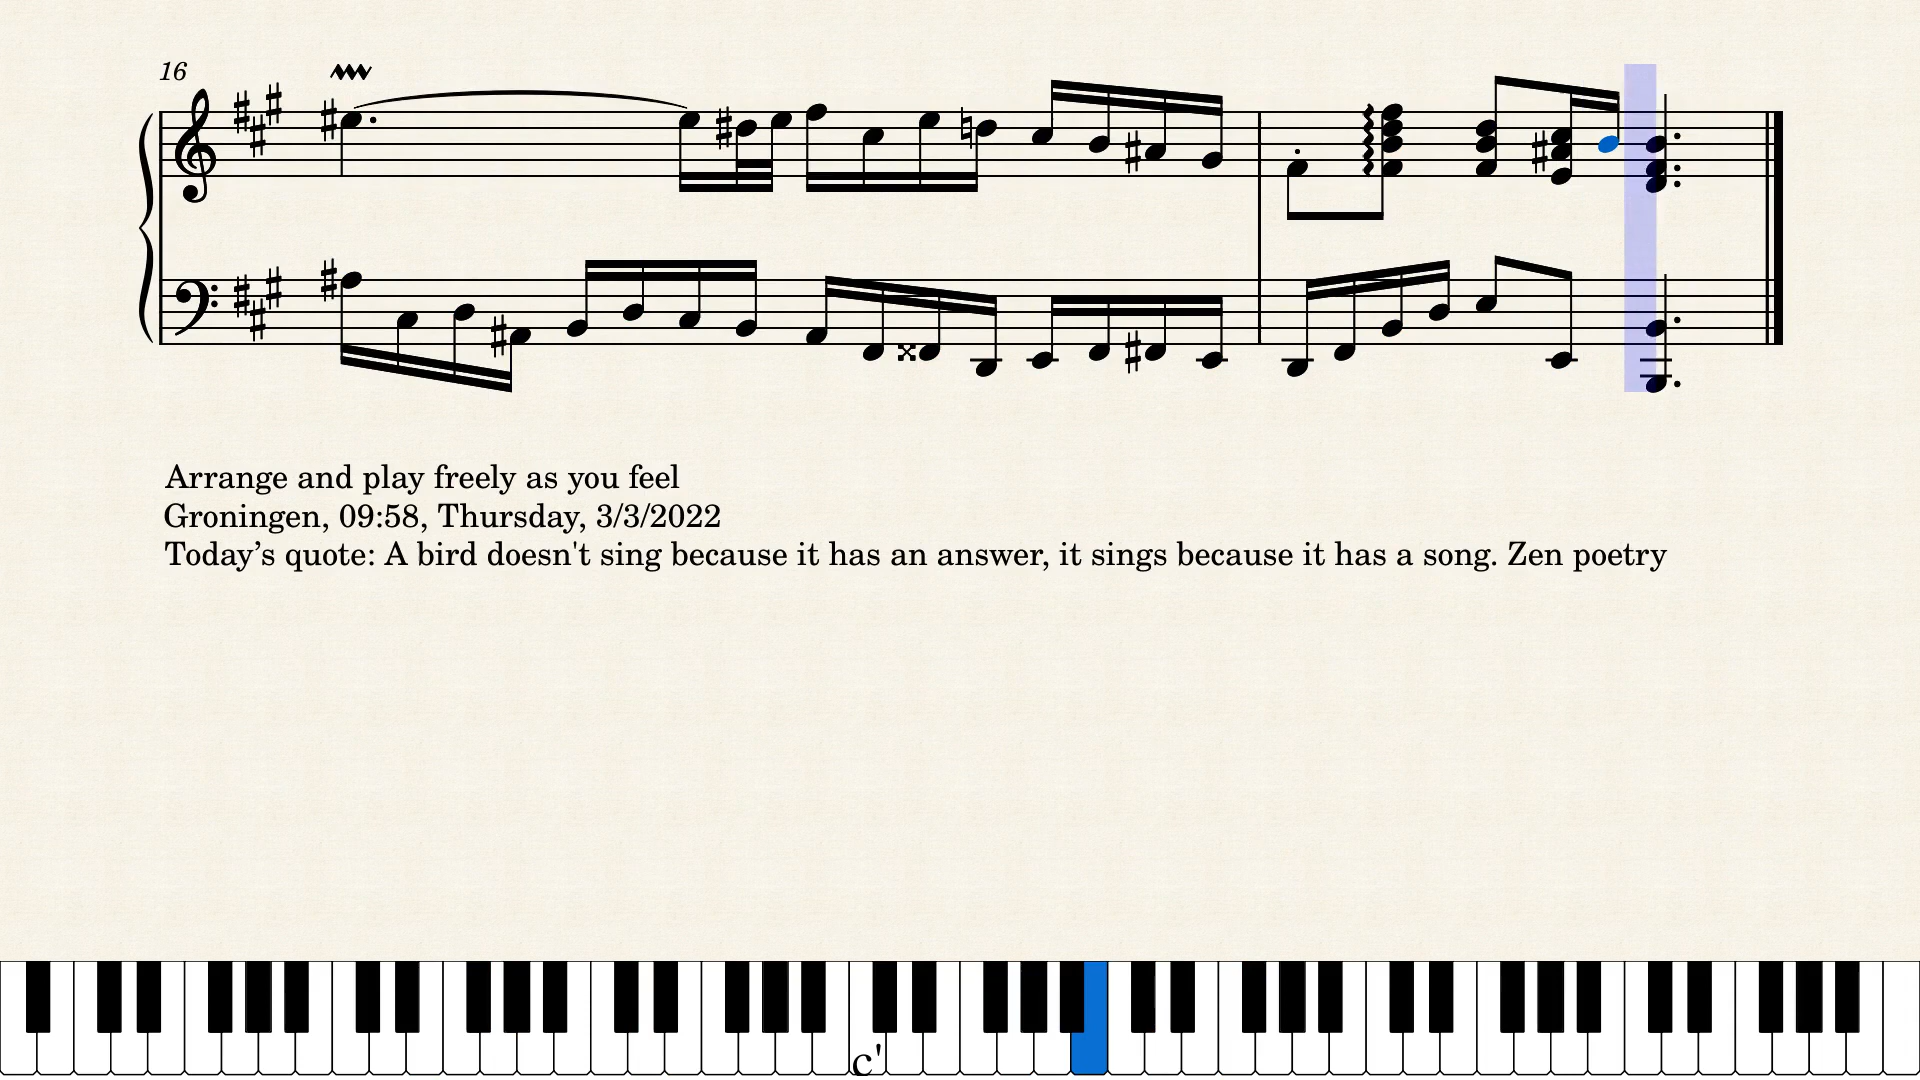 16
Arrange and play freely as you feel
Groningen, 09:58, Thursday, 3/3/2022
Today’s quote: A bird doesn't sing because it has an answer, it sings because it has a song. Zen poetry
c'